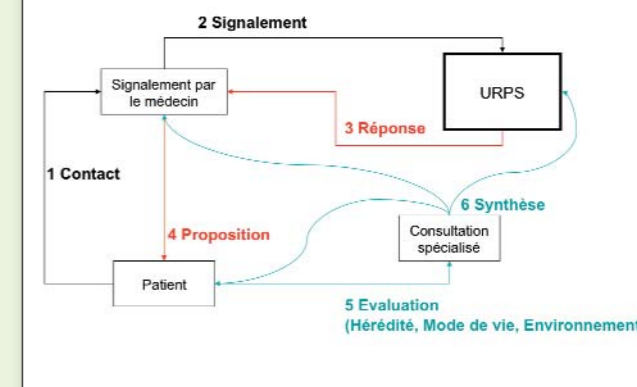 2 Signalement
Signalement par
le médecin
URPS
3 Réponse
1 Contact
4 Proposition
6 Synthèse
Consultation
spécialisé
Patient
5 Evaluation
(Hérédité, Mode de vie, Environnement